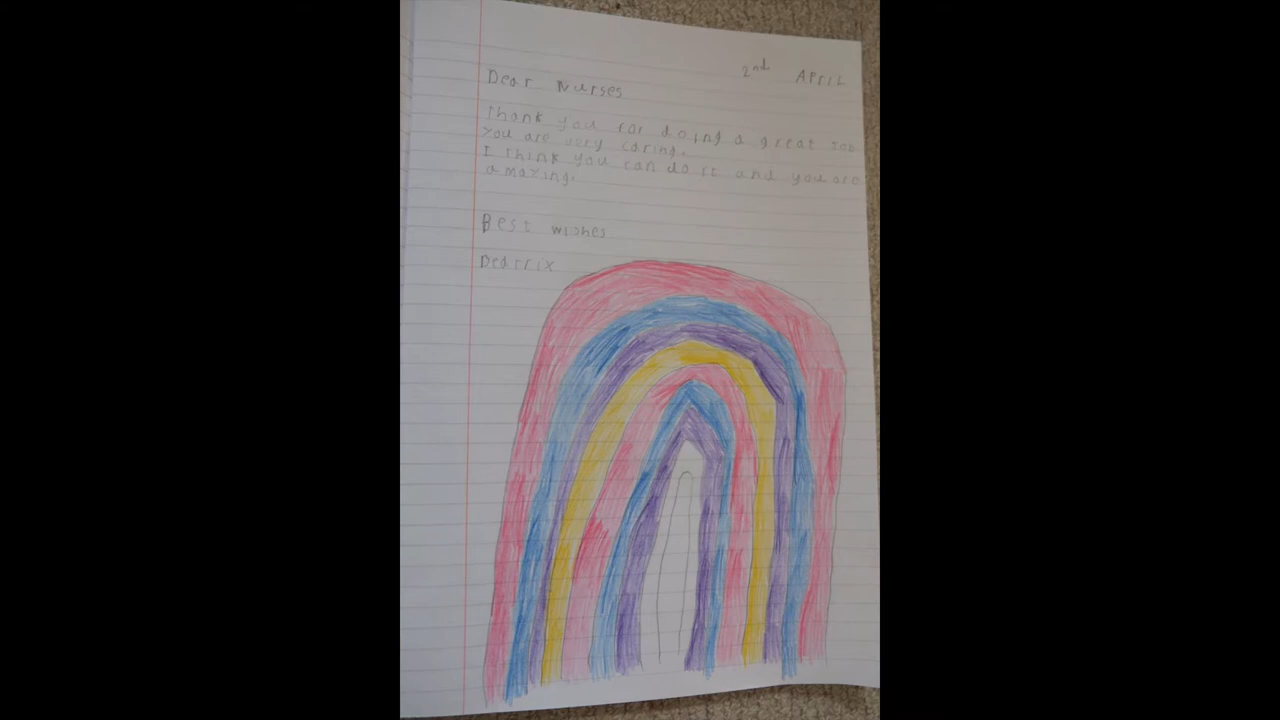 2nd APRIL
Dear Nurses
Thank you for doing a great Job
you are very caring.
I think you can do it and you are
amazing.
Best wishes